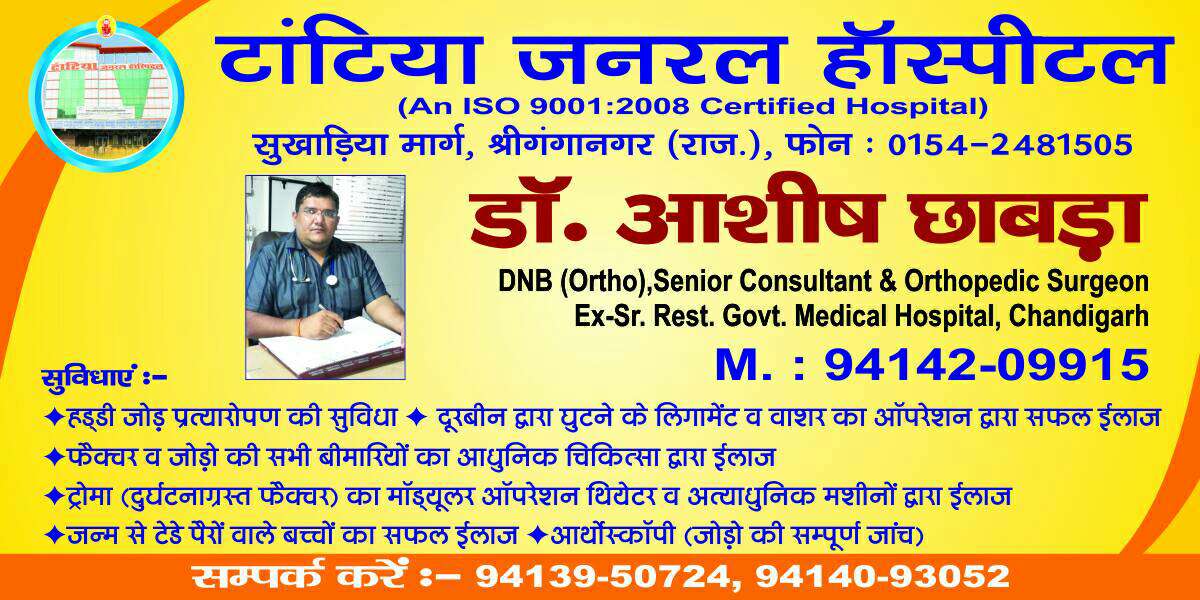 टांटिया जनरल हॉस्पीटल
टांटिया जनरल हॉस्पिटल
(An ISO 9001:2008 Certified Hospital)
सुखाड़िया मार्ग, श्रीगंगानगर (राज.), फोन : 0154-2481505
डॉ. आशीष छाबड़ा
DNB (Ortho),Senior Consultant & Orthopedic Surgeon
Ex-Sr. Rest. Govt. Medical Hospital, Chandigarh
M. : 94142-09915
सुविधाएं :-
✦हड्डी जोड़ प्रत्यारोपण की सुविधा ✦ दूरबीन द्वारा घुटने के लिगामेंट व वाशर का ऑपरेशन द्वारा सफल ईलाज
✦फैक्चर व जोड़ो की सभी बीमारियों का आधुनिक चिकित्सा द्वारा ईलाज
✦ट्रोमा (दुर्घटनाग्रस्त फैक्चर) का मॉड्यूलर ऑपरेशन थियेटर व अत्याधुनिक मशीनों द्वारा ईलाज
✦जन्म से टेडे पैरों वाले बच्चों का सफल ईलाज ✦आर्थोस्कॉपी (जोड़ो की सम्पूर्ण जांच)
सम्पर्क करें :- 94139-50724, 94140-93052